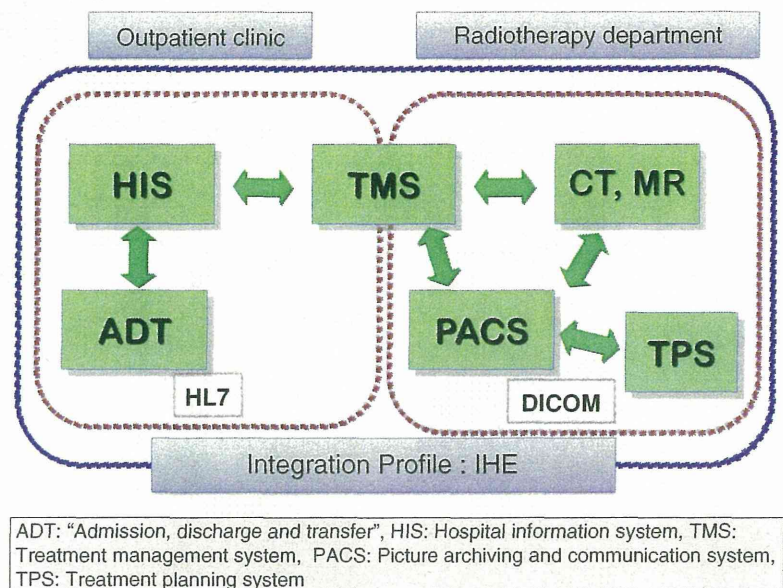 Outpatient clinic
Radiotherapy department
HIS
TMS
CT, MR
ADT
PACS
TPS
HL7
DICOM
Integration Profile : IHE
ADT: “Admission, discharge and transfer”, HIS: Hospital information system, TMS:
Treatment management system, PACS: Picture archiving and communication system,
TPS: Treatment planning system